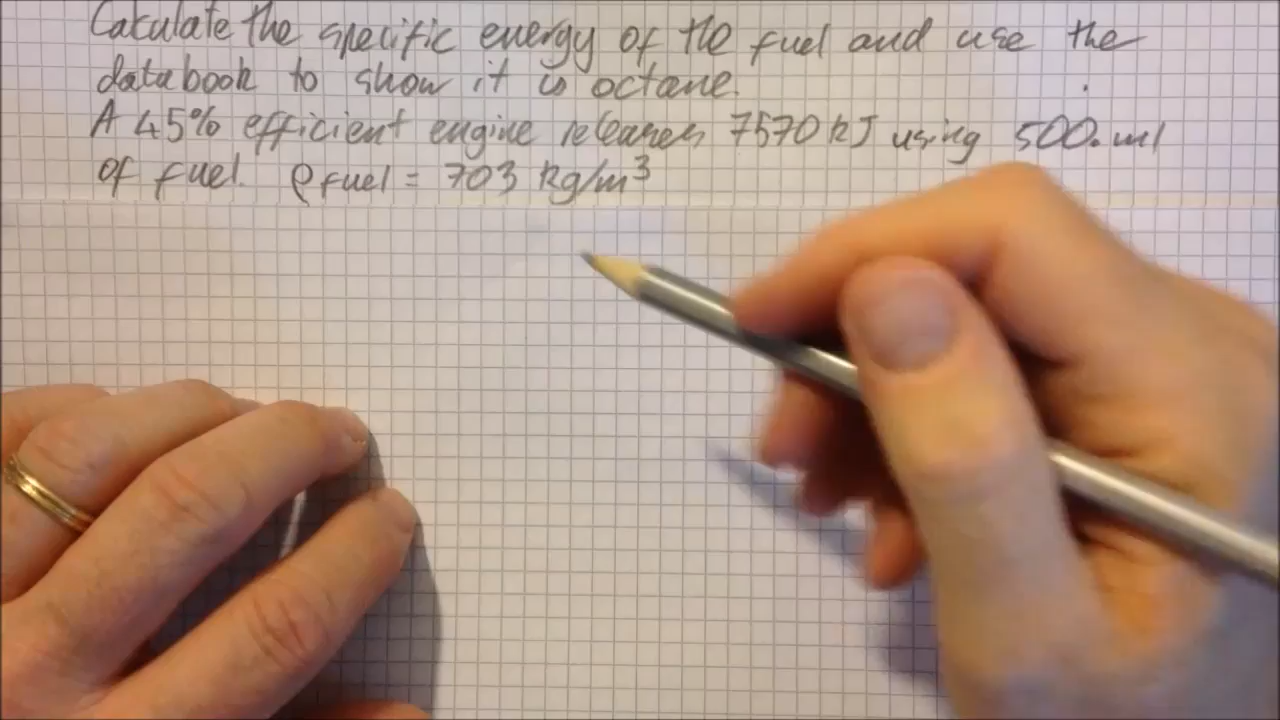 Calculate the specific energy of the fuel and use the
databook to show it is octane.
A 45% efficient engine releases 7570 kJ using 500.ml
of fuel. ρfuel = 703 kg/m³